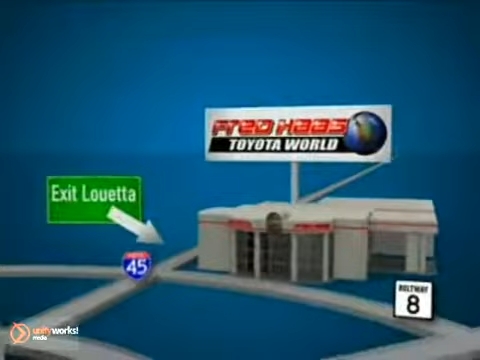 FRED HAAS
TOYOTA WORLD
Exit Louetta
45
BELTWAY
8
unityworks!
media